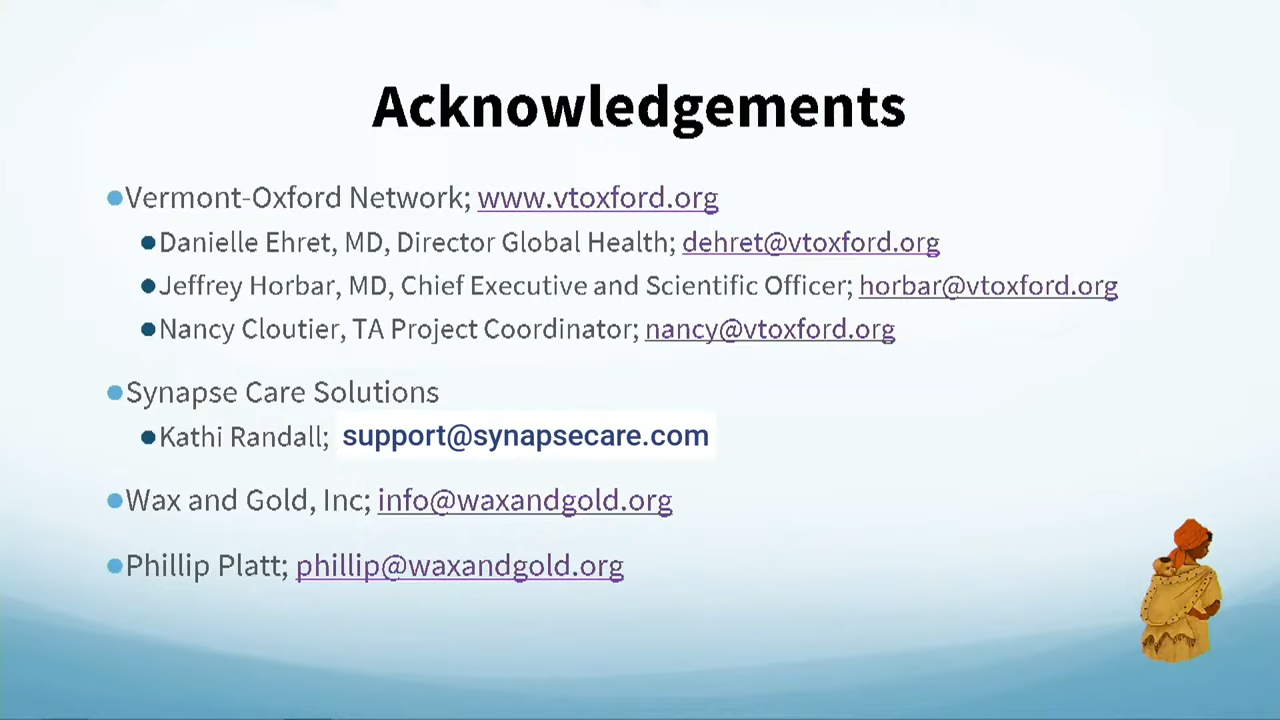 Acknowledgements
Vermont-Oxford Network; www.vtoxford.org
Danielle Ehret, MD, Director Global Health; dehret@vtoxford.org
Jeffrey Horbar, MD, Chief Executive and Scientific Officer; horbar@vtoxford.org
Nancy Cloutier, TA Project Coordinator; nancy@vtoxford.org
Synapse Care Solutions
Kathi Randall; support@synapsecare.com
Wax and Gold, Inc; info@waxandgold.org
Phillip Platt; phillip@waxandgold.org